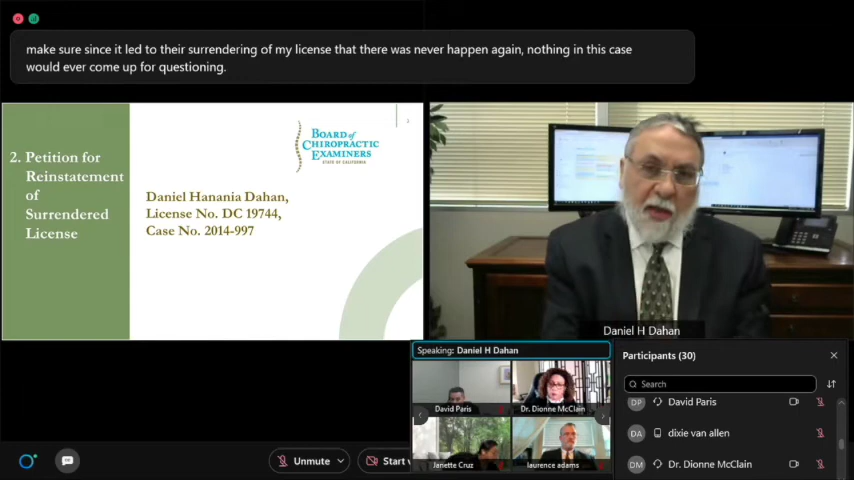 make sure since it led to their surrendering of my license that there was never happen again, nothing in this case
would ever come up for questioning.
2. Petition for
Reinstatement
of
Surrendered
License
BOARD of
CHIROPRACTIC
EXAMINERS
STATE OF CALIFORNIA
2
Daniel Hanania Dahan,
License No. DC 19744,
Case No. 2014-997
Daniel H Dahan
Speaking: Daniel H Dahan
David Paris
Dr. Dionne McClain
Janette Cruz
laurence adams
Participants (30)
Search
DP David Paris
DA dixie van allen
DM Dr. Dionne McClain
Unmute
Start v